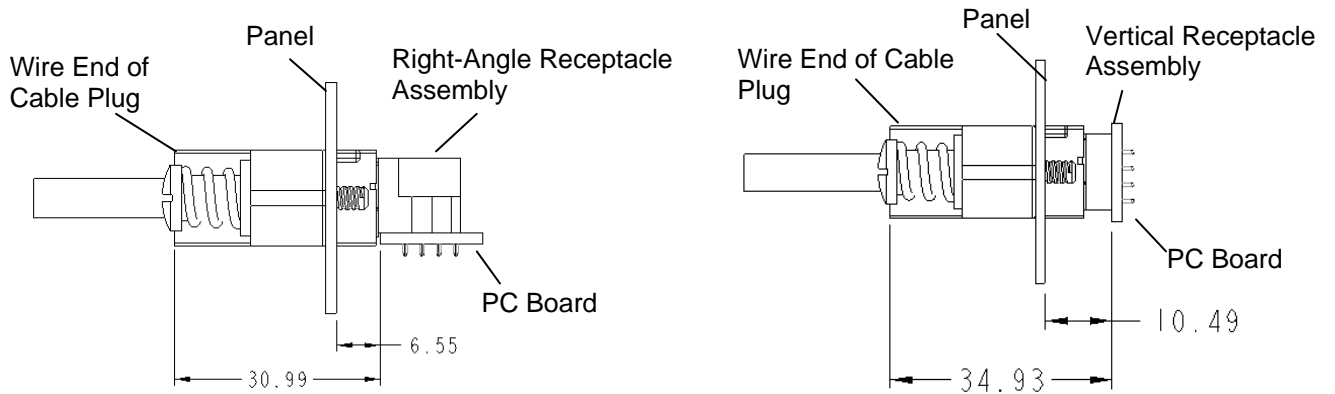 Panel
Right-Angle Receptacle
Assembly
Wire End of
Cable Plug
PC Board
6.55
30.99
Panel
Vertical Receptacle
Assembly
Wire End of Cable
Plug
PC Board
10.49
34.93